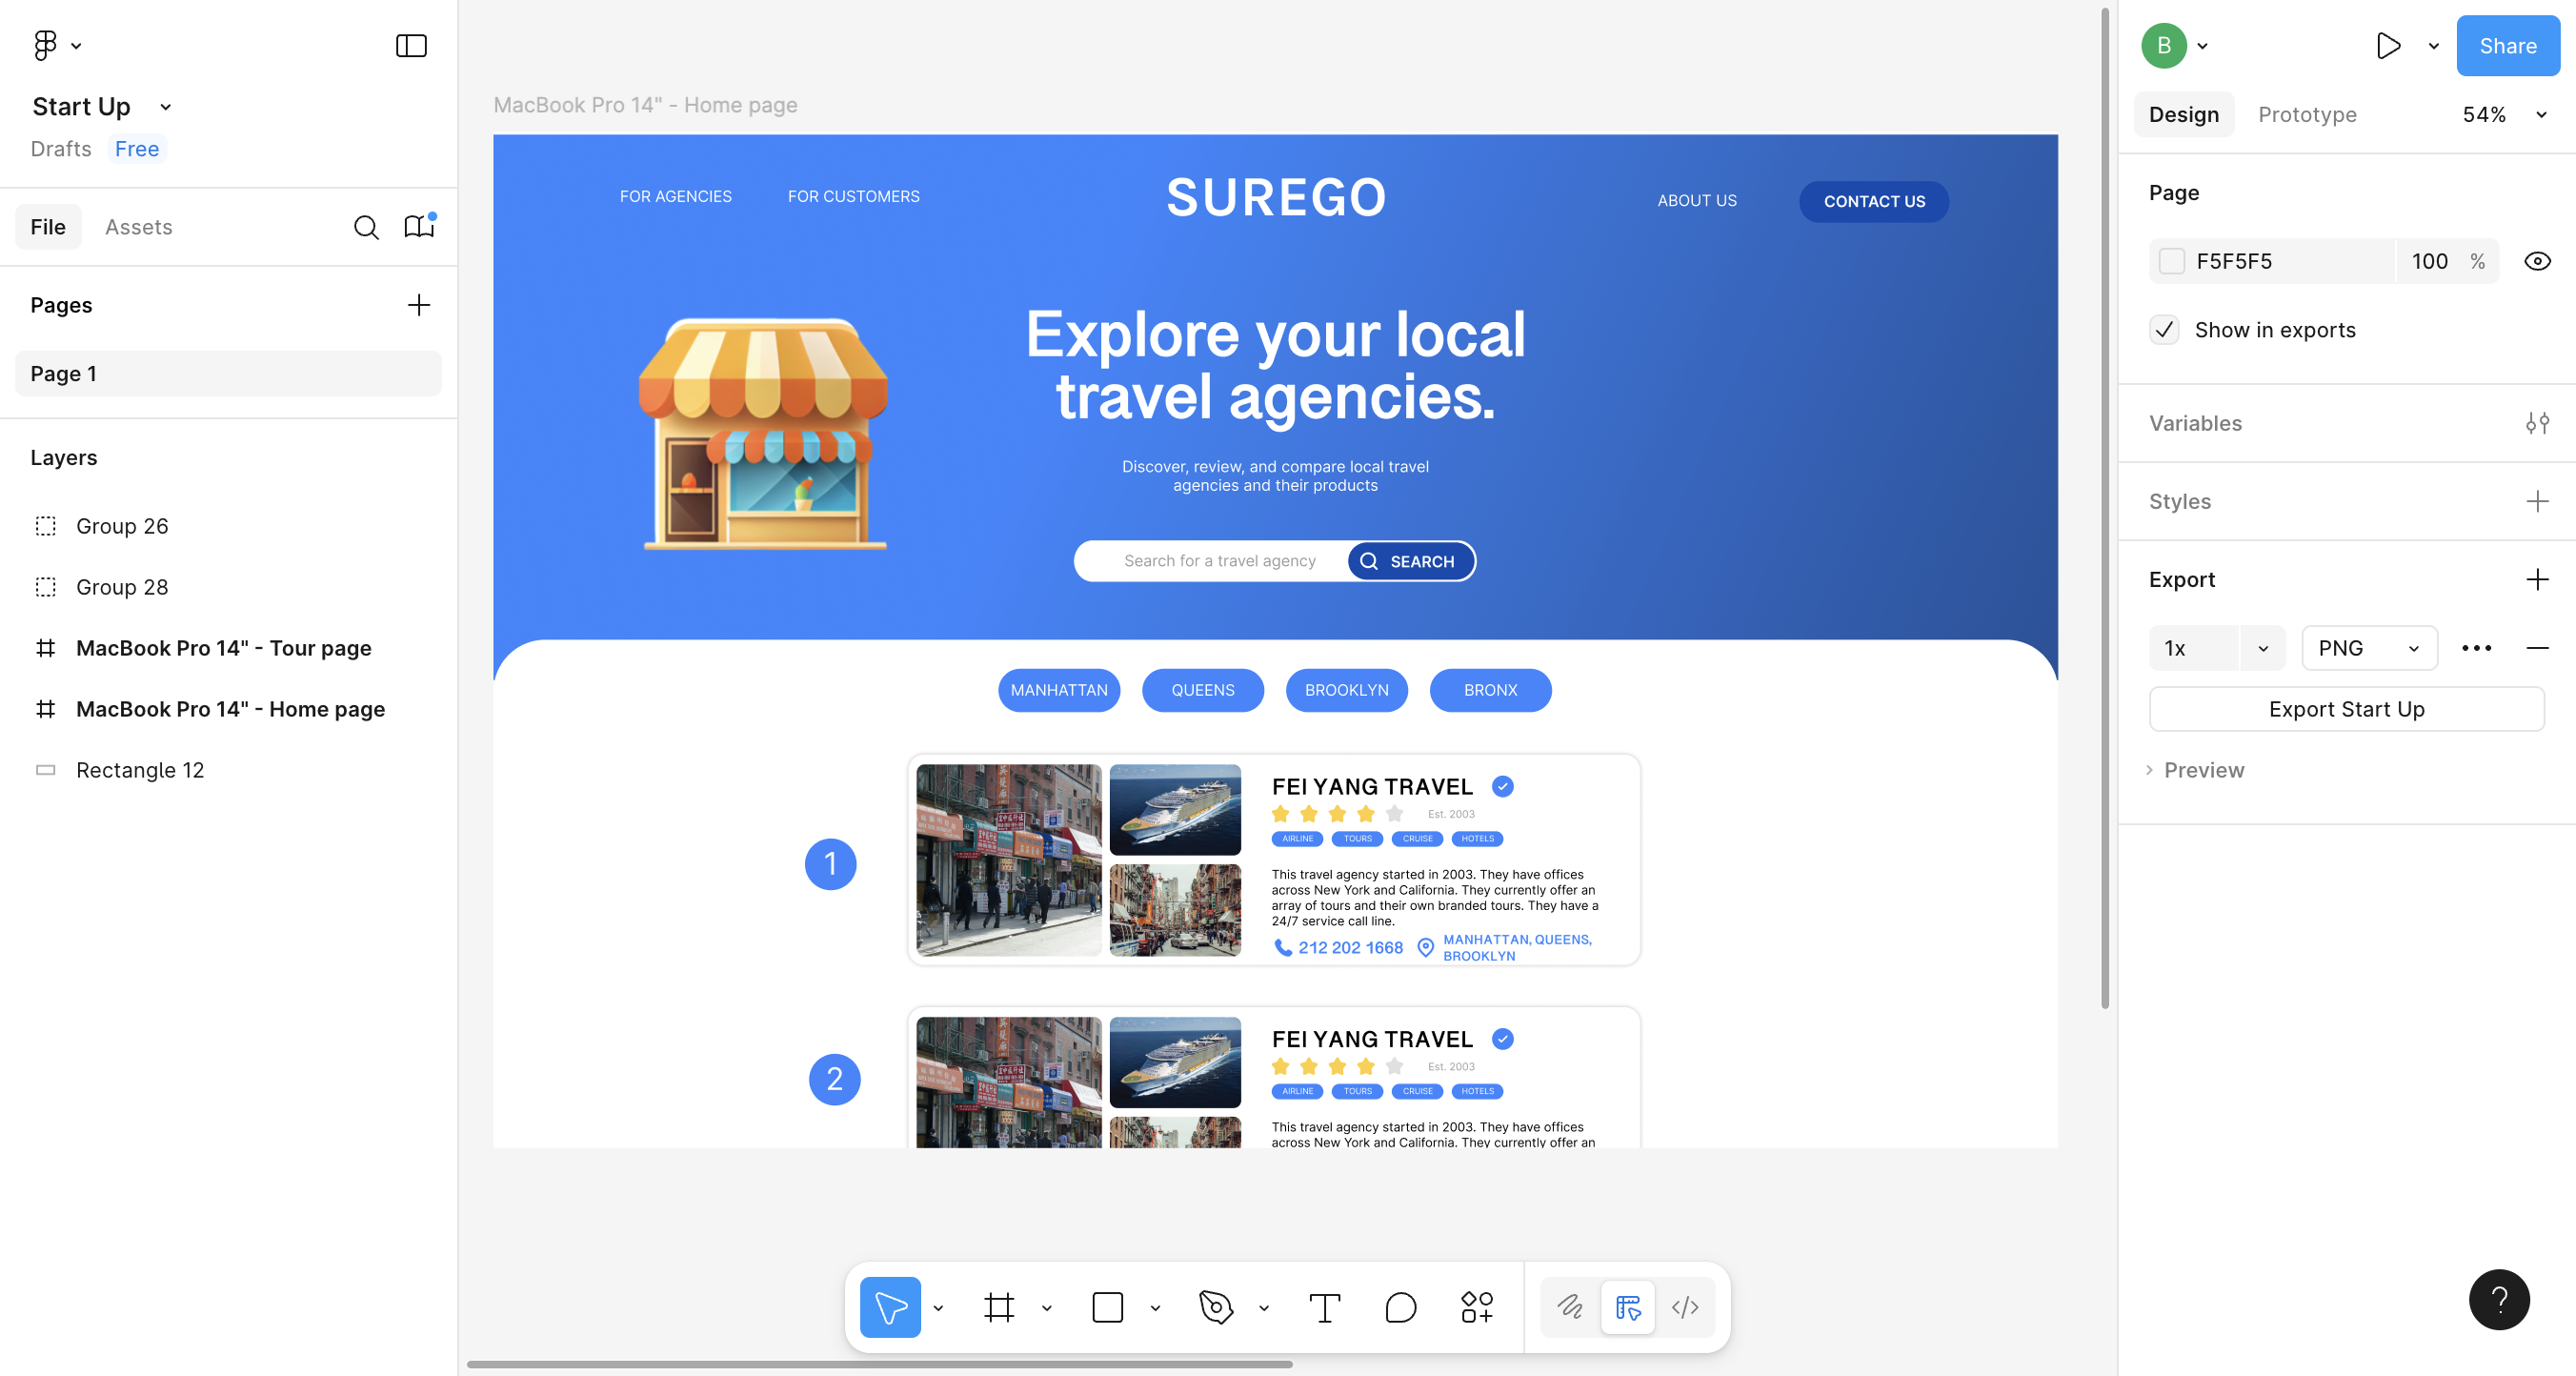 Start Up
Drafts Free
File Assets
Pages
Page 1
Layers
Group 26
Group 28
MacBook Pro 14" - Tour page
MacBook Pro 14" - Home page
Rectangle 12
MacBook Pro 14" - Home page
FOR AGENCIES FOR CUSTOMERS SUREGO ABOUT US CONTACT US
Explore your local
travel agencies.
Discover, review, and compare local travel
agencies and their products
Search for a travel agency SEARCH
MANHATTAN QUEENS BROOKLYN BRONX
1
FEI YANG TRAVEL
Est. 2003
AIRLINE TOURS CRUISE HOTELS
This travel agency started in 2003. They have offices
across New York and California. They currently offer an
array of tours and their own branded tours. They have a
24/7 service call line.
212 202 1668
MANHATTAN, QUEENS,
BROOKLYN
2
FEI YANG TRAVEL
Est. 2003
AIRLINE TOURS CRUISE HOTELS
This travel agency started in 2003. They have offices
across New York and California. They currently offer an
B
Share
Design Prototype 54%
Page
F5F5F5 100 %
Show in exports
Variables
Styles
Export
1x PNG
Export Start Up
Preview
?